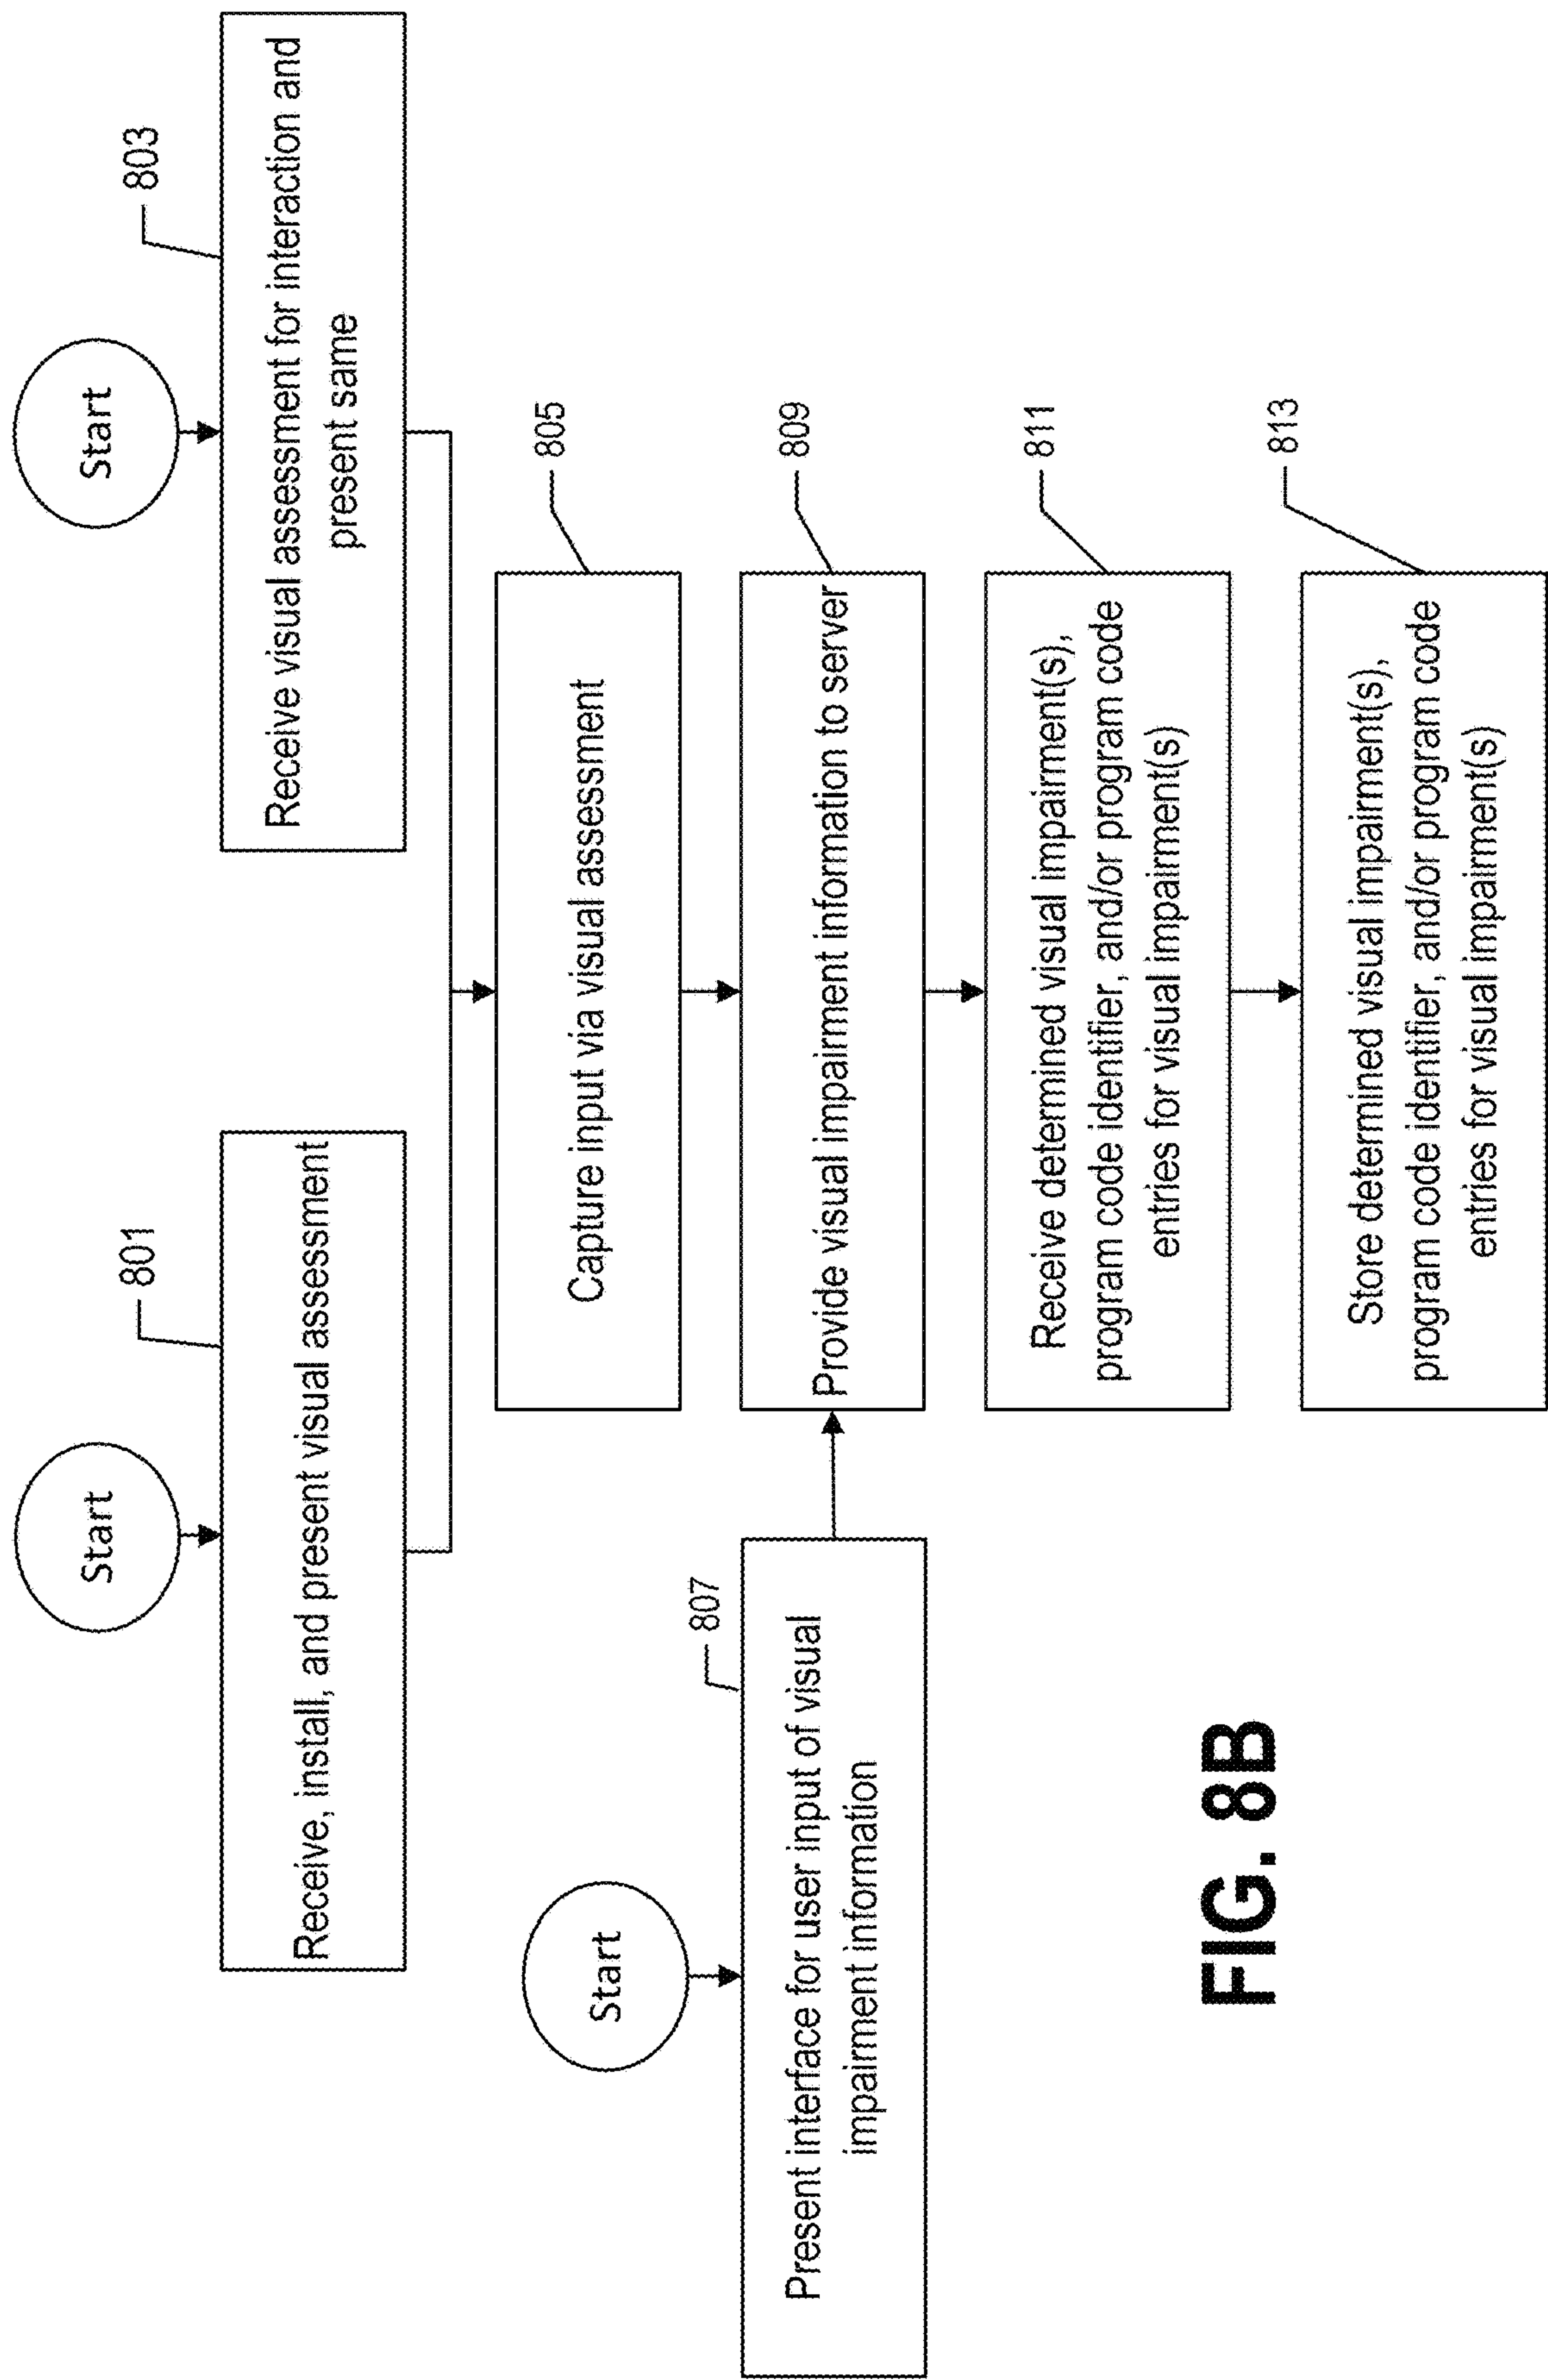 Start
Start
801
803
Receive, install, and present visual assessment
Receive visual assessment for interaction and
present same
Start
805
Capture input via visual assessment
807
Present interface for user input of visual
impairment information
809
Provide visual impairment information to server
811
Receive determined visual impairment(s),
program code identifier, and/or program code
entries for visual impairment(s)
813
Store determined visual impairment(s),
program code identifier, and/or program code
entries for visual impairment(s)
FIG. 8B